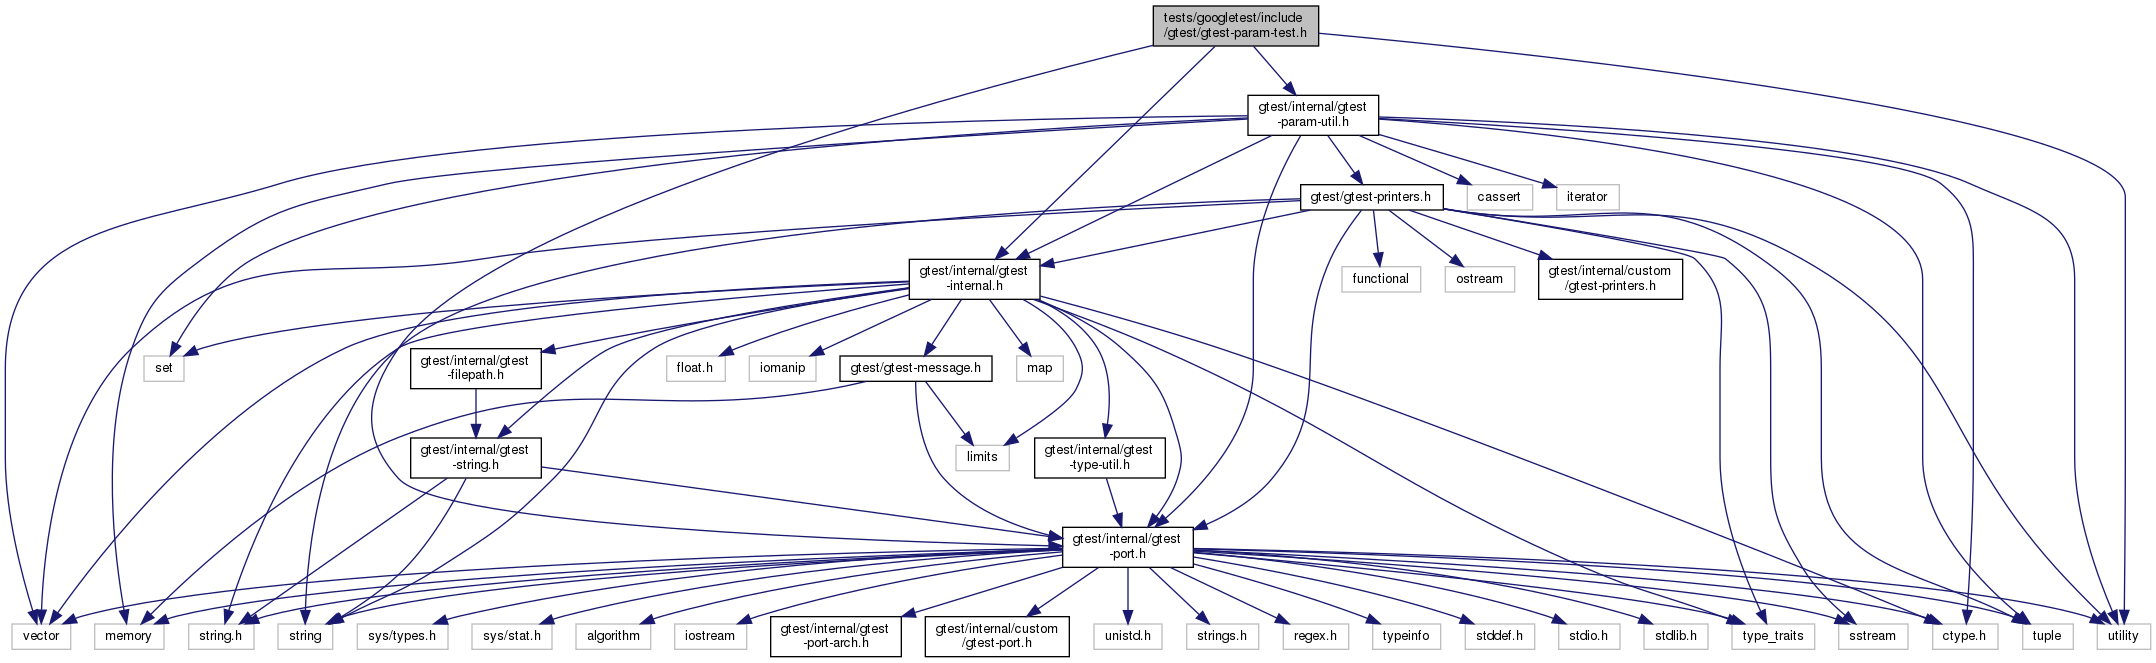 tests/googletest/include
/gtest/gtest-param-test.h
gtest/internal/gtest
-param-util.h
gtest/gtest-printers.h
cassert
iterator
gtest/internal/gtest
-internal.h
functional
ostream
gtest/internal/custom
/gtest-printers.h
set
gtest/internal/gtest
-filepath.h
float.h
iomanip
gtest/gtest-message.h
map
gtest/internal/gtest
-string.h
limits
gtest/internal/gtest
-type-util.h
gtest/internal/gtest
-port.h
vector
memory
string.h
string
sys/types.h
sys/stat.h
algorithm
iostream
gtest/internal/gtest
-port-arch.h
gtest/internal/custom
/gtest-port.h
unistd.h
strings.h
regex.h
typeinfo
stddef.h
stdio.h
stdlib.h
type_traits
sstream
ctype.h
tuple
utility